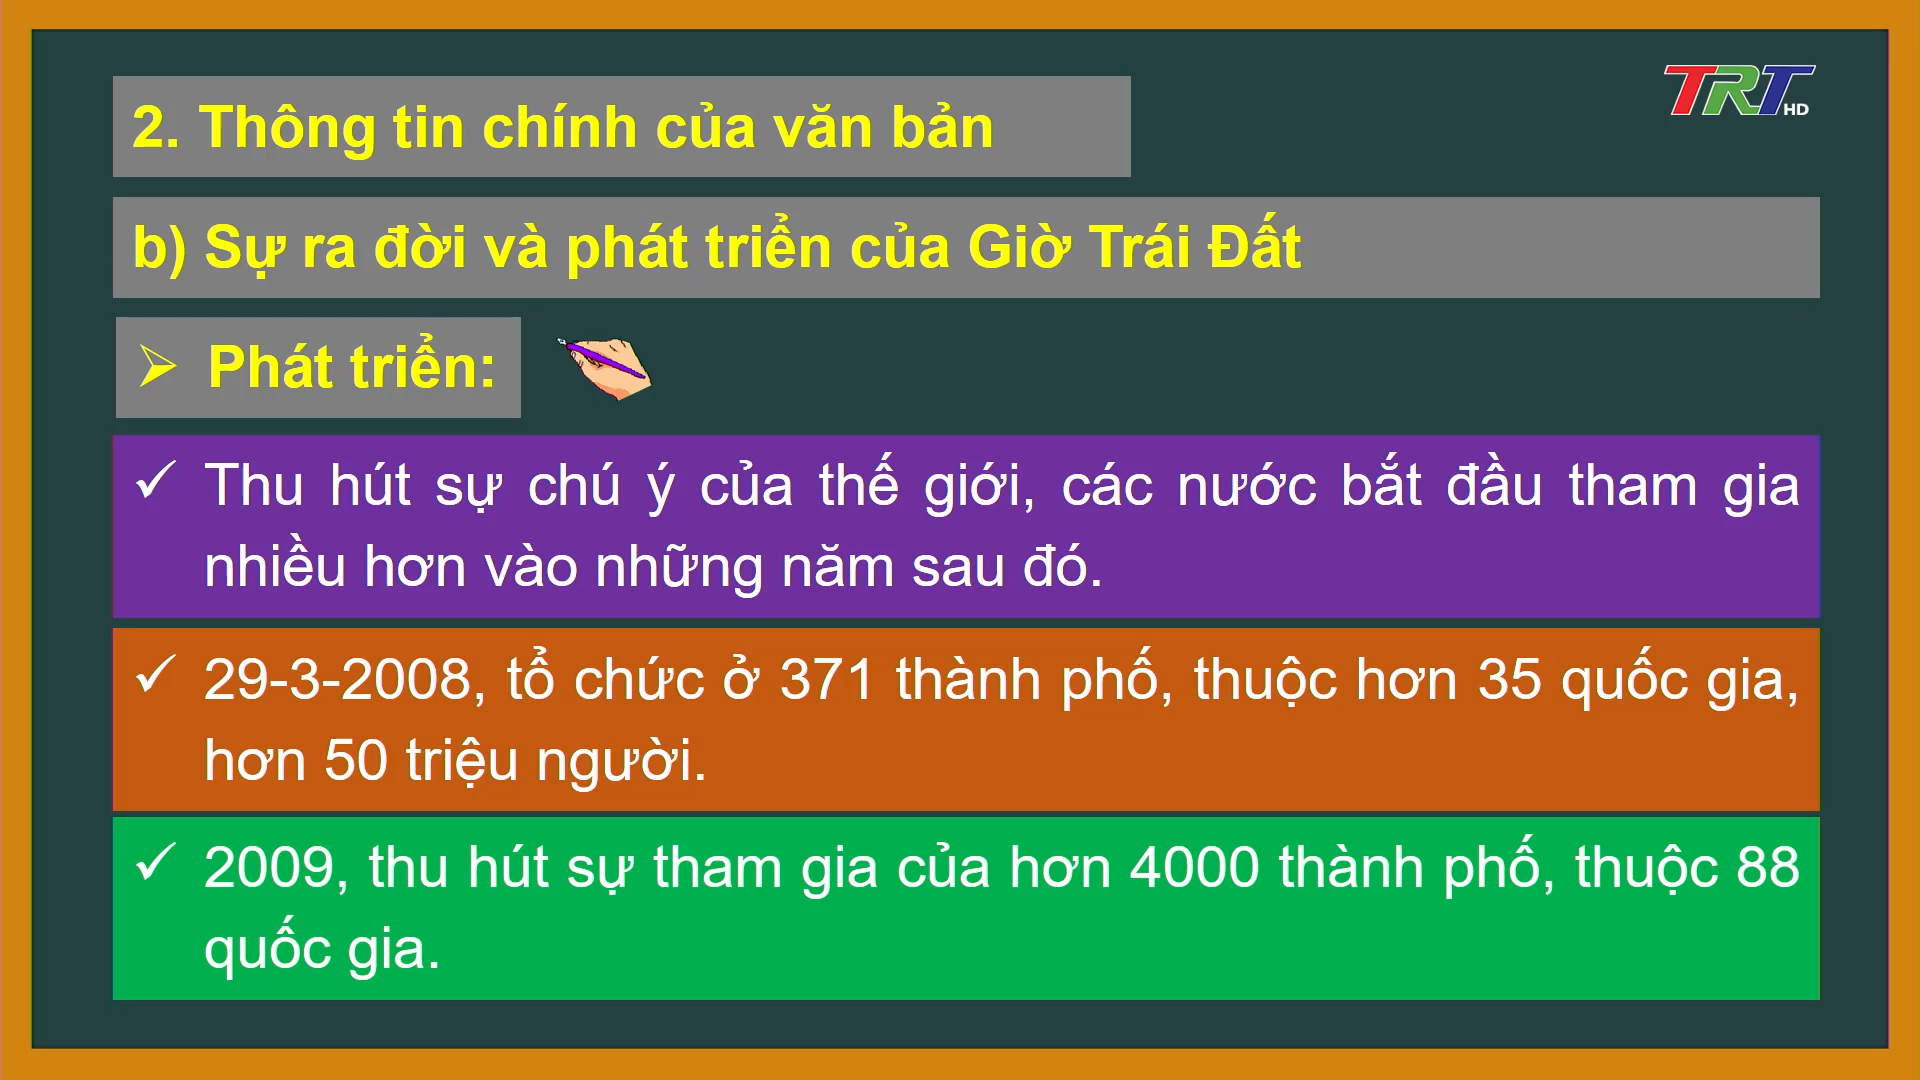 TRT HD
2. Thông tin chính của văn bản
b) Sự ra đời và phát triển của Giờ Trái Đất
➢ Phát triển:
✓ Thu hút sự chú ý của thế giới, các nước bắt đầu tham gia
nhiều hơn vào những năm sau đó.
✓ 29-3-2008, tổ chức ở 371 thành phố, thuộc hơn 35 quốc gia,
hơn 50 triệu người.
✓ 2009, thu hút sự tham gia của hơn 4000 thành phố, thuộc 88
quốc gia.